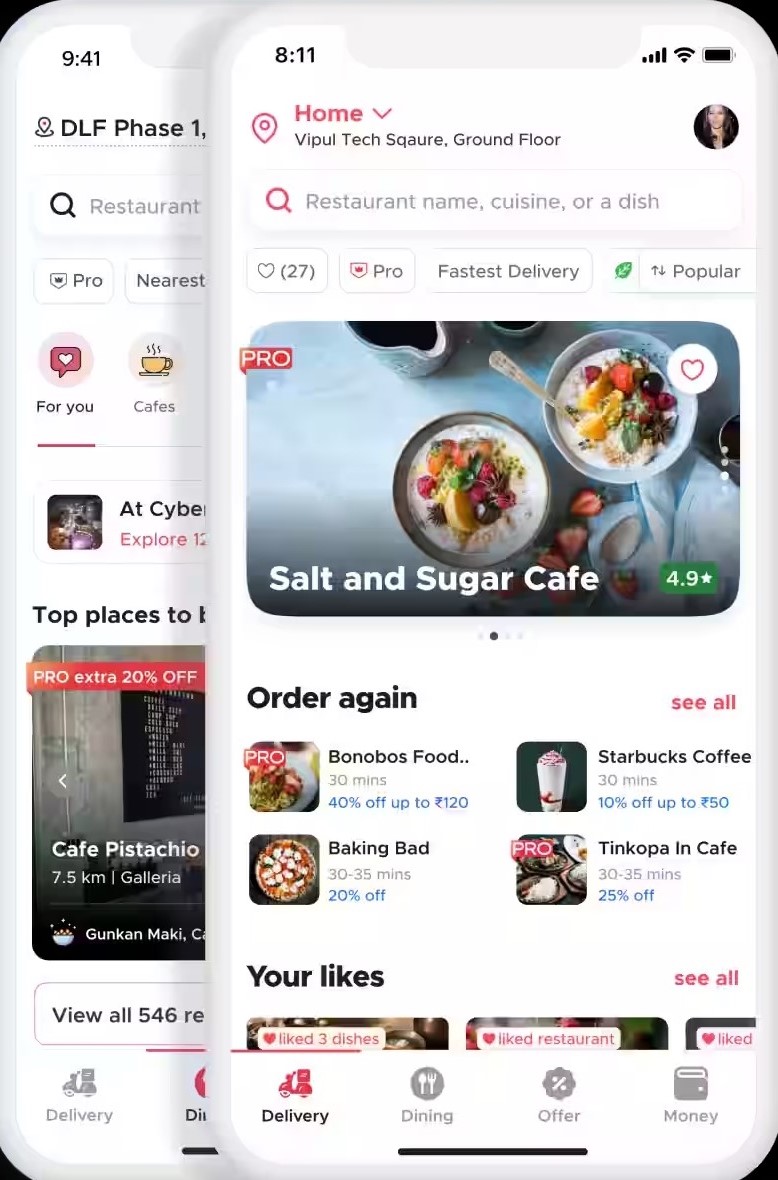 9:41
DLF Phase 1,
Restaurant
Pro
Nearest
For you
Cafes
At Cyber
Explore 12
Top places to b
PRO extra 20% OFF
Cafe Pistachio
7.5 km | Galleria
Gunkan Maki, Ca
View all 546 re
Delivery
Din
8:11
Home
Vipul Tech Sqaure, Ground Floor
Restaurant name, cuisine, or a dish
(27)
Pro
Fastest Delivery
Popular
PRO
Salt and Sugar Cafe
4.9★
Order again
see all
PRO
Bonobos Food..
30 mins
40% off up to ₹120
Starbucks Coffee
30 mins
10% off up to ₹50
Baking Bad
30-35 mins
20% off
PRO
Tinkopa In Cafe
30-35 mins
25% off
Your likes
see all
liked 3 dishes
liked restaurant
liked
Delivery
Dining
Offer
Money